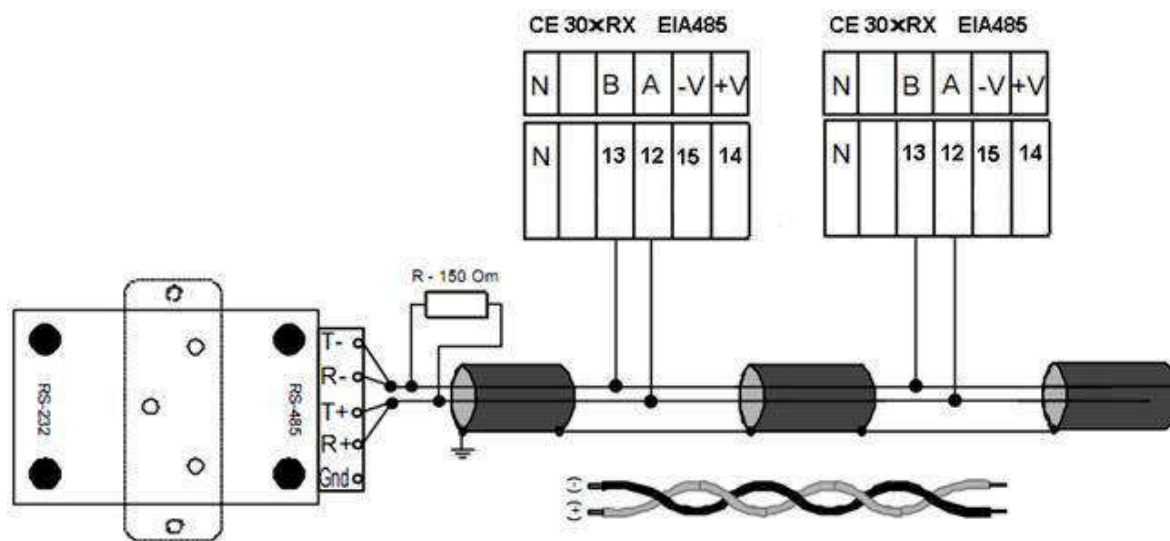 CE 30×RX EIA485
N B A -V +V
N 13 12 15 14
CE 30×RX EIA485
N B A -V +V
N 13 12 15 14
R - 150 Om
RS-232
RS-485
T-
R-
T+
R+
Gnd
(-)
(+)